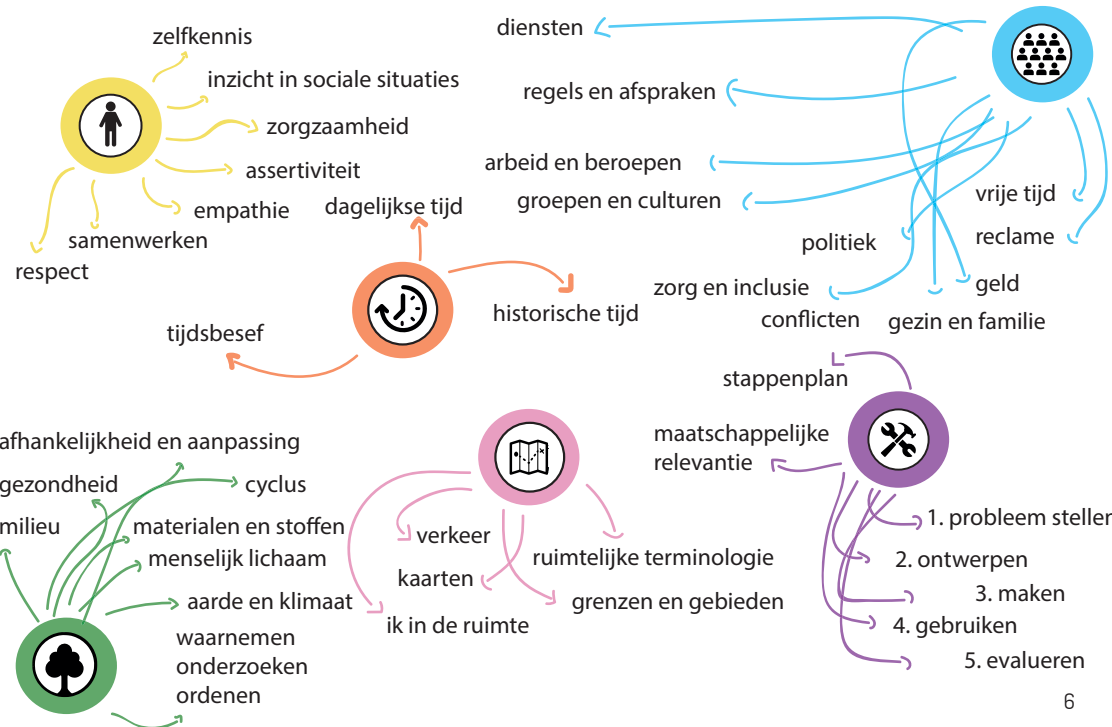 zelfkennis
inzicht in sociale situaties
zorgzaamheid
assertiviteit
empathie
samenwerken
respect
dagelijkse tijd
historische tijd
tijdsbesef
diensten
regels en afspraken
arbeid en beroepen
groepen en culturen
politiek
zorg en inclusie
conflicten
gezin en familie
geld
reclame
vrije tijd
stappenplan
maatschappelijke
relevantie
1. probleem stellen
2. ontwerpen
3. maken
4. gebruiken
5. evalueren
afhankelijkheid en aanpassing
gezondheid
cyclus
milieu
materialen en stoffen
menselijk lichaam
aarde en klimaat
waarnemen
onderzoeken
ordenen
verkeer
kaarten
ik in de ruimte
ruimtelijke terminologie
grenzen en gebieden
6